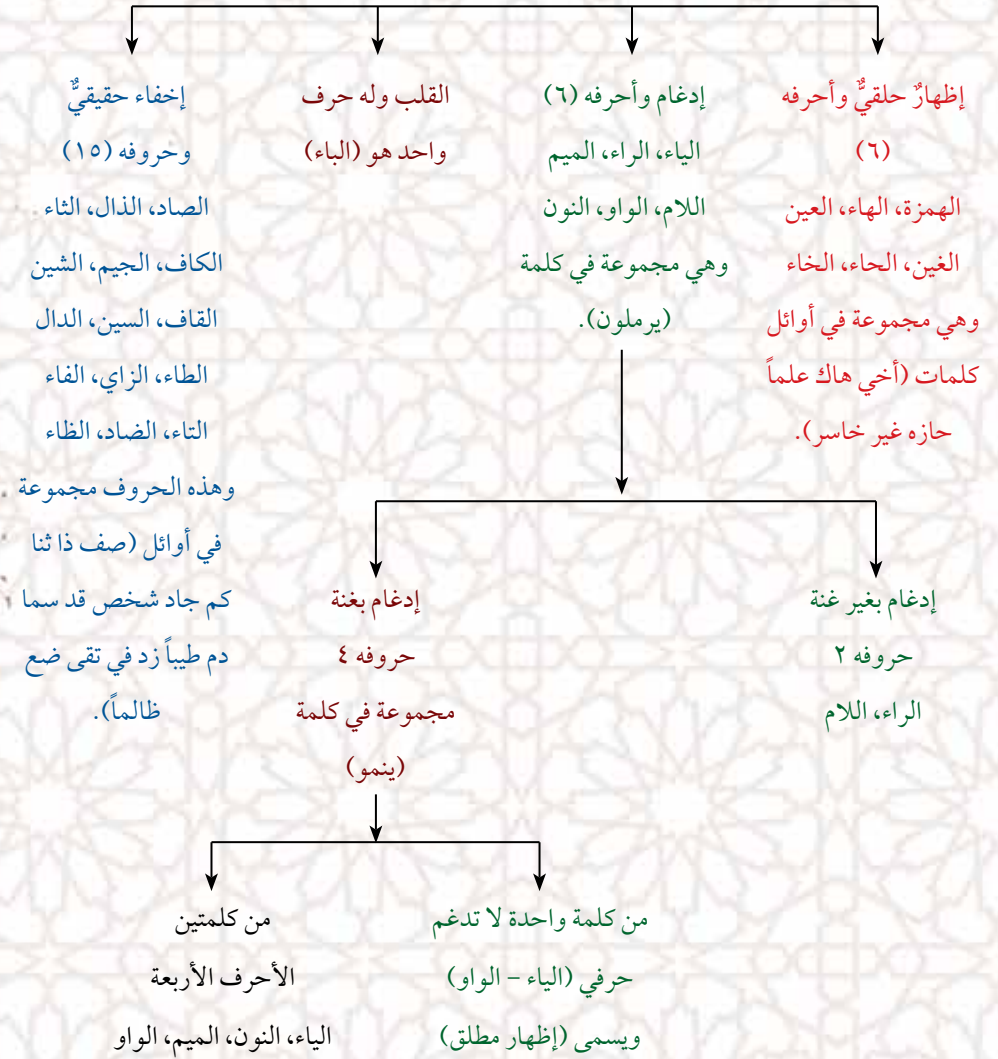 إظهارٌ حلقيٌّ وأحرفه
(٦)
الهمزة، الهاء، العين
الغين، الحاء، الخاء
وهي مجموعة في أوائل
كلمات (أخي هاك علماً
حازه غير خاسر).
إدغام وأحرفه (٦)
الياء، الراء، الميم
اللام، الواو، النون
وهي مجموعة في كلمة
(يرملون).
القلب وله حرف
واحد هو (الباء)
إخفاء حقيقيٌّ
وحروفه (١٥)
الصاد، الذال، الثاء
الكاف، الجيم، الشين
القاف، السين، الدال
الطاء، الزاي، الفاء
التاء، الضاد، الظاء
وهذه الحروف مجموعة
في أوائل (صف ذا ثنا
كم جاد شخص قد سما
دم طيباً زد في تقى ضع
ظالماً).
إدغام بغير غنة
حروفه ٢
الراء، اللام
إدغام بغنة
حروفه ٤
مجموعة في كلمة
(ينمو)
من كلمة واحدة لا تدغم
حرفي (الياء – الواو)
ويسمى (إظهار مطلق)
من كلمتين
الأحرف الأربعة
الياء، النون، الميم، الواو